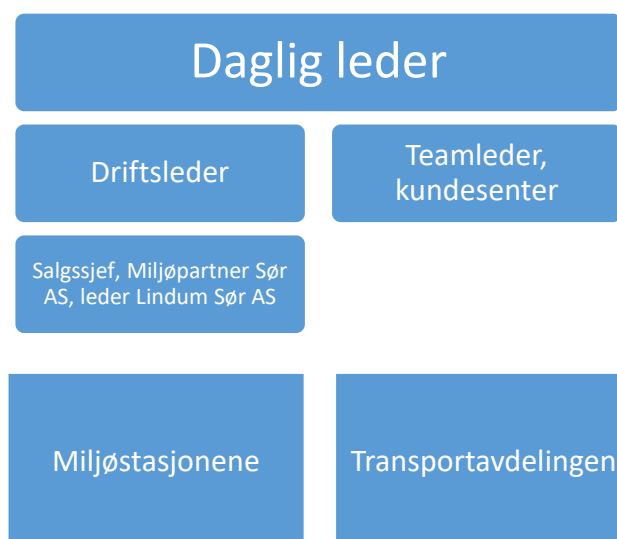 Daglig leder
Driftsleder
Teamleder,
kundesenter
Salgssjef, Miljøpartner Sør
AS, leder Lindum Sør AS
Miljøstasjonene
Transportavdelingen